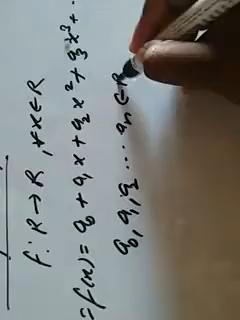 f: R → R, ∀x∈R
= f(x) = a₀ + a₁x + a₂x² + a₃x³ + ..
a₀, a₁, a₂ .... aₙ ∈